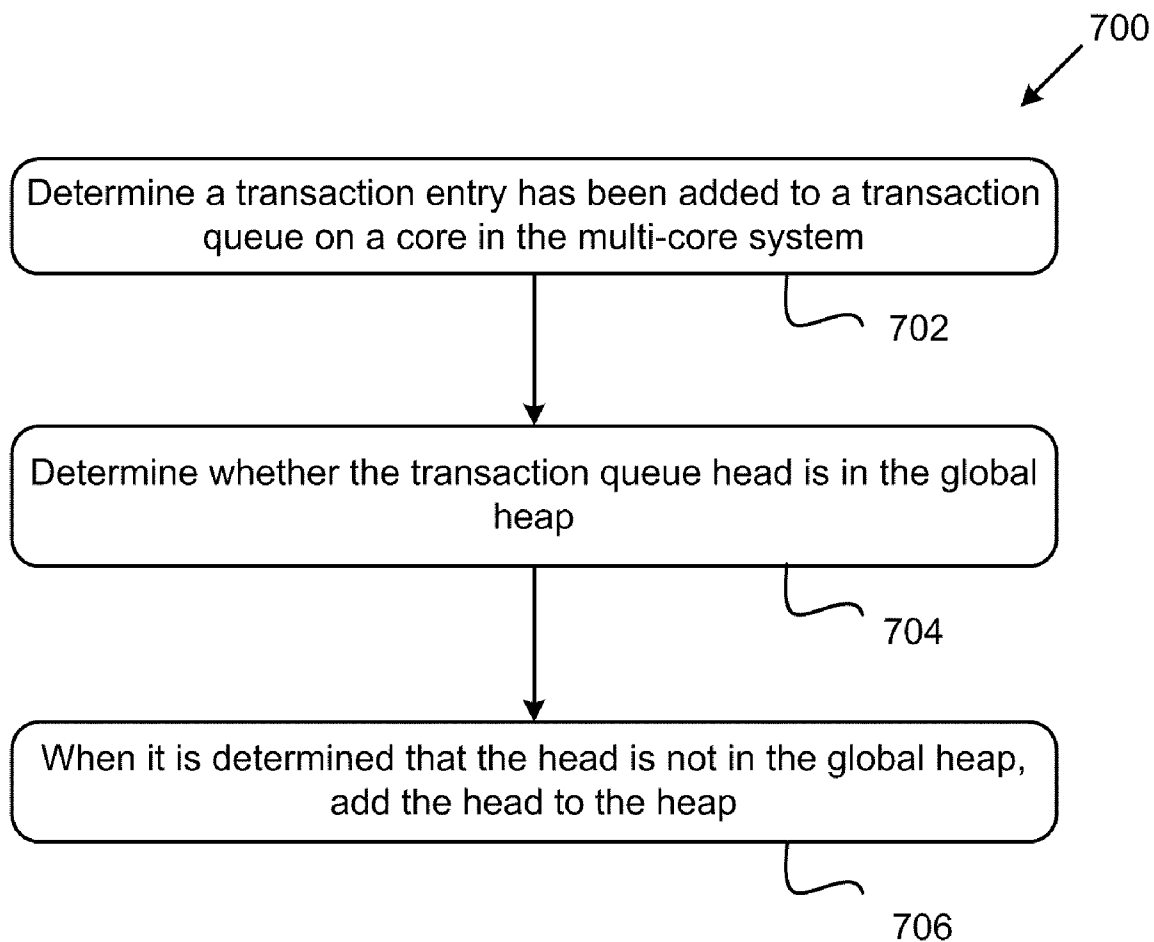 700
Determine a transaction entry has been added to a transaction
queue on a core in the multi-core system
702
Determine whether the transaction queue head is in the global
heap
704
When it is determined that the head is not in the global heap,
add the head to the heap
706